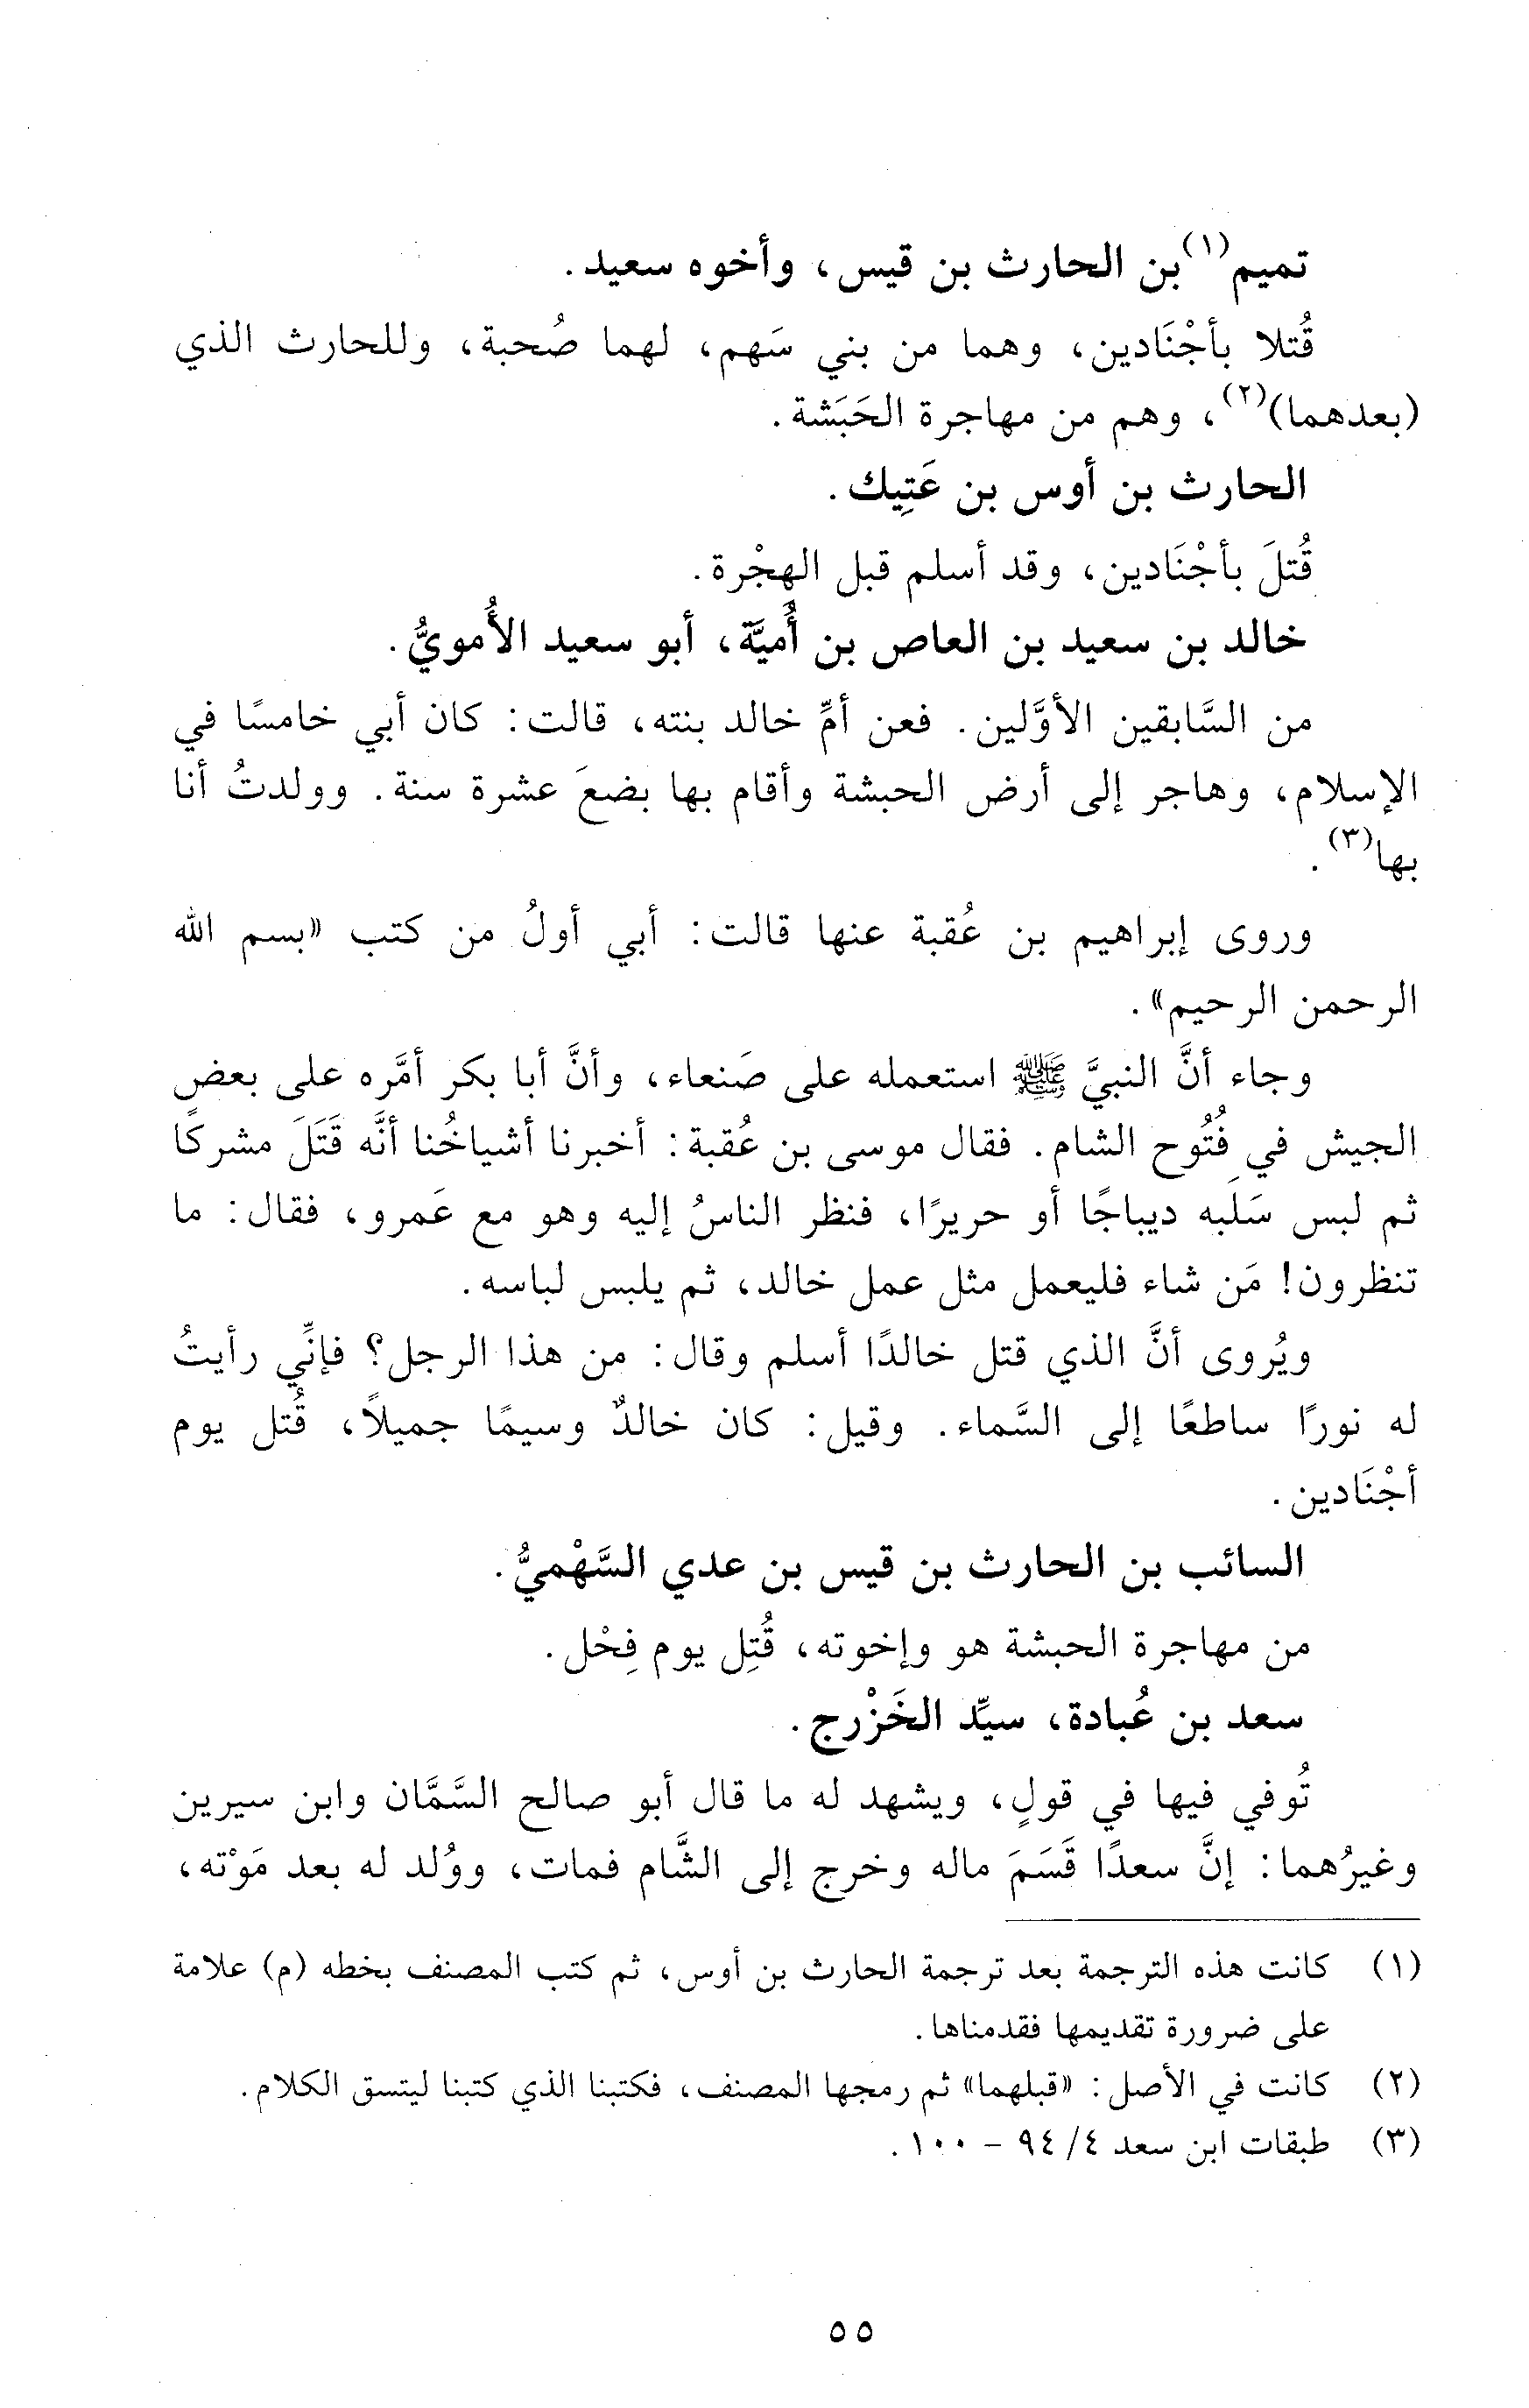 تميم(١) بن الحارث بن قيس، وأخوه سعيد.
قُتلا بأجْنَادين، وهما من بني سَهم، لهما صُحبة، وللحارث الذي
(بعدهما)(٢)، وهم من مهاجرة الحَبَشة.
الحارث بن أوس بن عَتِيك.
قُتلَ بأجْنَادين، وقد أسلم قبل الهجْرة.
خالد بن سعيد بن العاص بن أُميَّة، أبو سعيد الأُمويُّ.
من السَّابقين الأوَّلين. فعن أمِّ خالد بنته، قالت: كان أبي خامسًا في
الإسلام، وهاجر إلى أرض الحبشة وأقام بها بضعَ عشرة سنة. وولدتُ أنا
بها(٣).
وروى إبراهيم بن عُقبة عنها قالت: أبي أولُ من كتب «بسم الله
الرحمن الرحيم».
وجاء أنَّ النبيَّ ﷺ استعمله على صَنعاء، وأنَّ أبا بكر أمَّره على بعض
الجيش في فُتُوح الشام. فقال موسى بن عُقبة: أخبرنا أشياخُنا أنَّه قَتَلَ مشركًا
ثم لبس سَلَبه ديباجًا أو حريرًا، فنظر الناسُ إليه وهو مع عَمرو، فقال: ما
تنظرون! مَن شاء فليعمل مثل عمل خالد، ثم يلبس لباسه.
ويُروى أنَّ الذي قتل خالدًا أسلم وقال: من هذا الرجل؟ فإنِّي رأيتُ
له نورًا ساطعًا إلى السَّماء. وقيل: كان خالدٌ وسيمًا جميلاً، قُتل يوم
أجْنَادين.
السائب بن الحارث بن قيس بن عدي السَّهْميُّ.
من مهاجرة الحبشة هو وإخوته، قُتِل يوم فِحْل.
سعد بن عُبادة، سيِّد الخَزْرج.
تُوفي فيها في قولٍ، ويشهد له ما قال أبو صالح السَّمَّان وابن سيرين
وغيرُهما: إنَّ سعدًا قَسَمَ ماله وخرج إلى الشَّام فمات، ووُلد له بعد مَوْته،
(١) كانت هذه الترجمة بعد ترجمة الحارث بن أوس، ثم كتب المصنف بخطه (م) علامة
على ضرورة تقديمها فقدمناها.
(٢) كانت في الأصل: «قبلهما» ثم رمجها المصنف، فكتبنا الذي كتبنا ليتسق الكلام.
(٣) طبقات ابن سعد ٤/ ٩٤ - ١٠٠.
٥٥